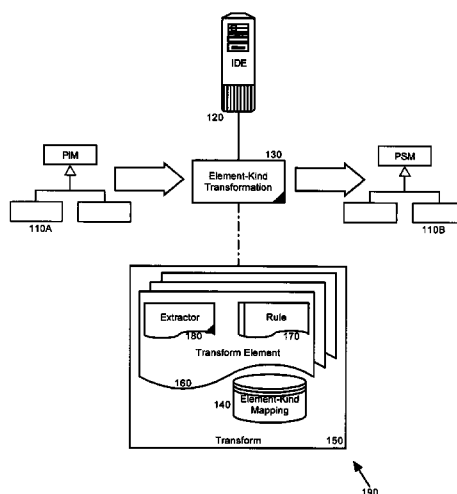 IDE
120
130
PIM
Element-Kind
Transformation
PSM
110A
110B
Extractor
180
Rule
170
Transform Element
160
140
Element-Kind
Mapping
Transform
150
190